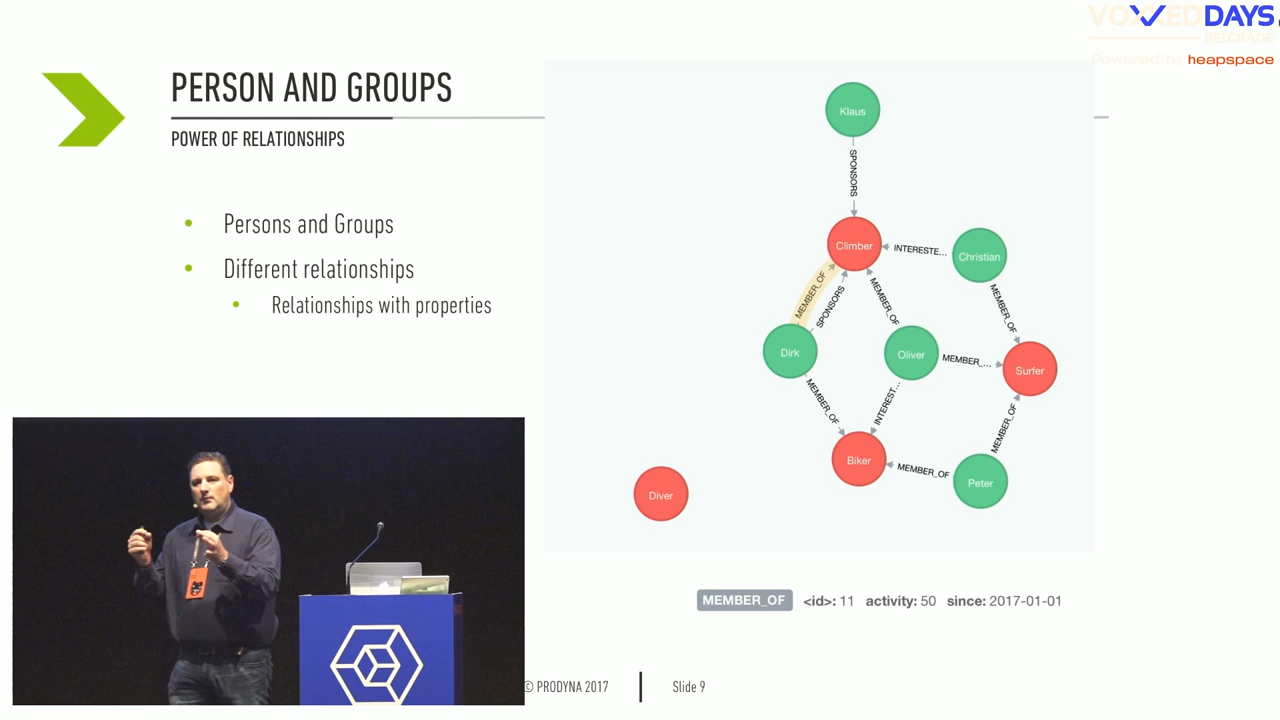 VOXXED DAYS
BELGRADE
Powered by heapspace
PERSON AND GROUPS
POWER OF RELATIONSHIPS
• Persons and Groups
• Different relationships
• Relationships with properties
Klaus
SPONSORS
Climber
INTERESTE...
Christian
MEMBER_OF
SPONSORS
MEMBER_OF
MEMBER_OF
Dirk
Oliver
MEMBER_...
Surfer
MEMBER_OF
INTEREST...
MEMBER_OF
Biker
MEMBER_OF
Peter
Diver
MEMBER_OF <id>: 11 activity: 50 since: 2017-01-01
© PRODYNA 2017
Slide 9